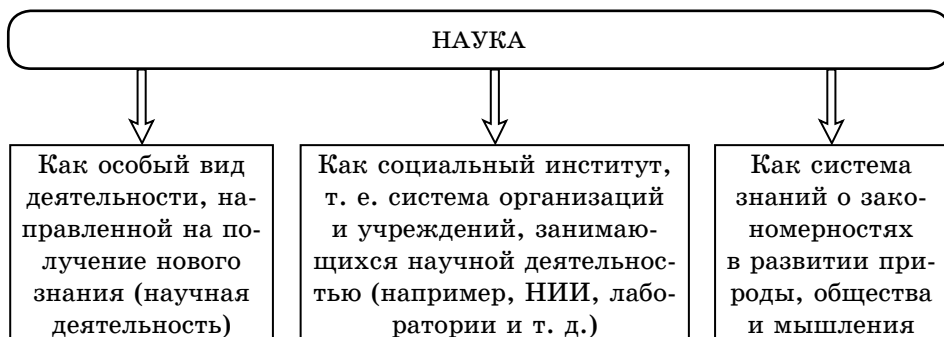 НАУКА
Как особый вид
деятельности, на-
правленной на по-
лучение нового
знания (научная
деятельность)
Как социальный институт,
т. е. система организаций
и учреждений, занимаю-
щихся научной деятельнос-
тью (например, НИИ, лабо-
ратории и т. д.)
Как система
знаний о зако-
номерностях
в развитии при-
роды, общества
и мышления